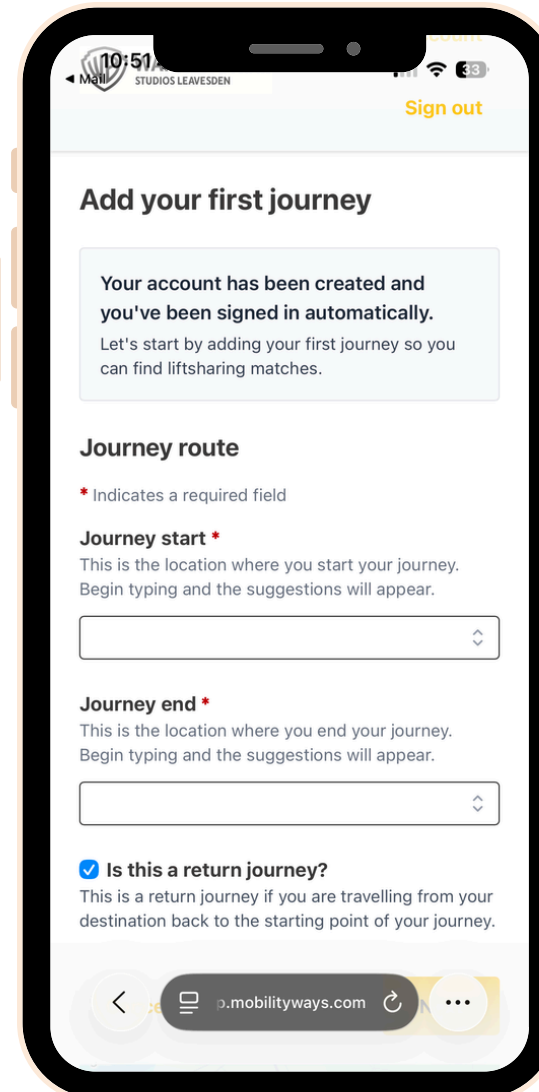 count
10:51
WA
Mail
STUDIOS LEAVESDEN
33
Sign out
Add your first journey
Your account has been created and
you've been signed in automatically.
Let's start by adding your first journey so you
can find liftsharing matches.
Journey route
* Indicates a required field
Journey start *
This is the location where you start your journey.
Begin typing and the suggestions will appear.
Journey end *
This is the location where you end your journey.
Begin typing and the suggestions will appear.
Is this a return journey?
This is a return journey if you are travelling from your
destination back to the starting point of your journey.
p.mobilityways.com